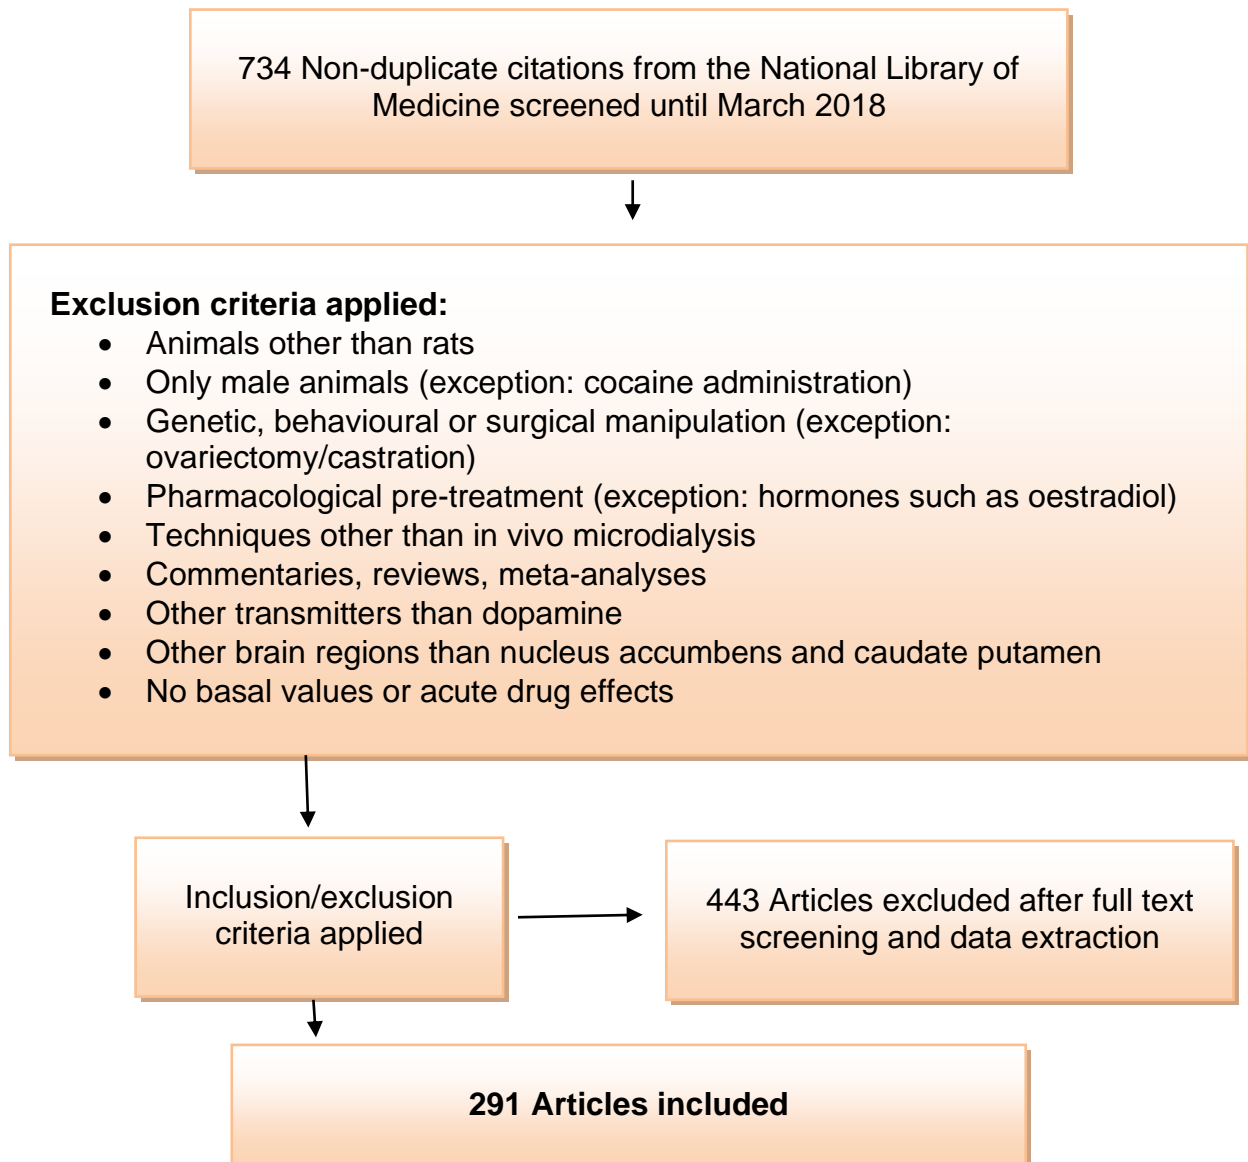 734 Non-duplicate citations from the National Library of
Medicine screened until March 2018
Exclusion criteria applied:
• Animals other than rats
• Only male animals (exception: cocaine administration)
• Genetic, behavioural or surgical manipulation (exception:
ovariectomy/castration)
• Pharmacological pre-treatment (exception: hormones such as oestradiol)
• Techniques other than in vivo microdialysis
• Commentaries, reviews, meta-analyses
• Other transmitters than dopamine
• Other brain regions than nucleus accumbens and caudate putamen
• No basal values or acute drug effects
Inclusion/exclusion
criteria applied
443 Articles excluded after full text
screening and data extraction
291 Articles included